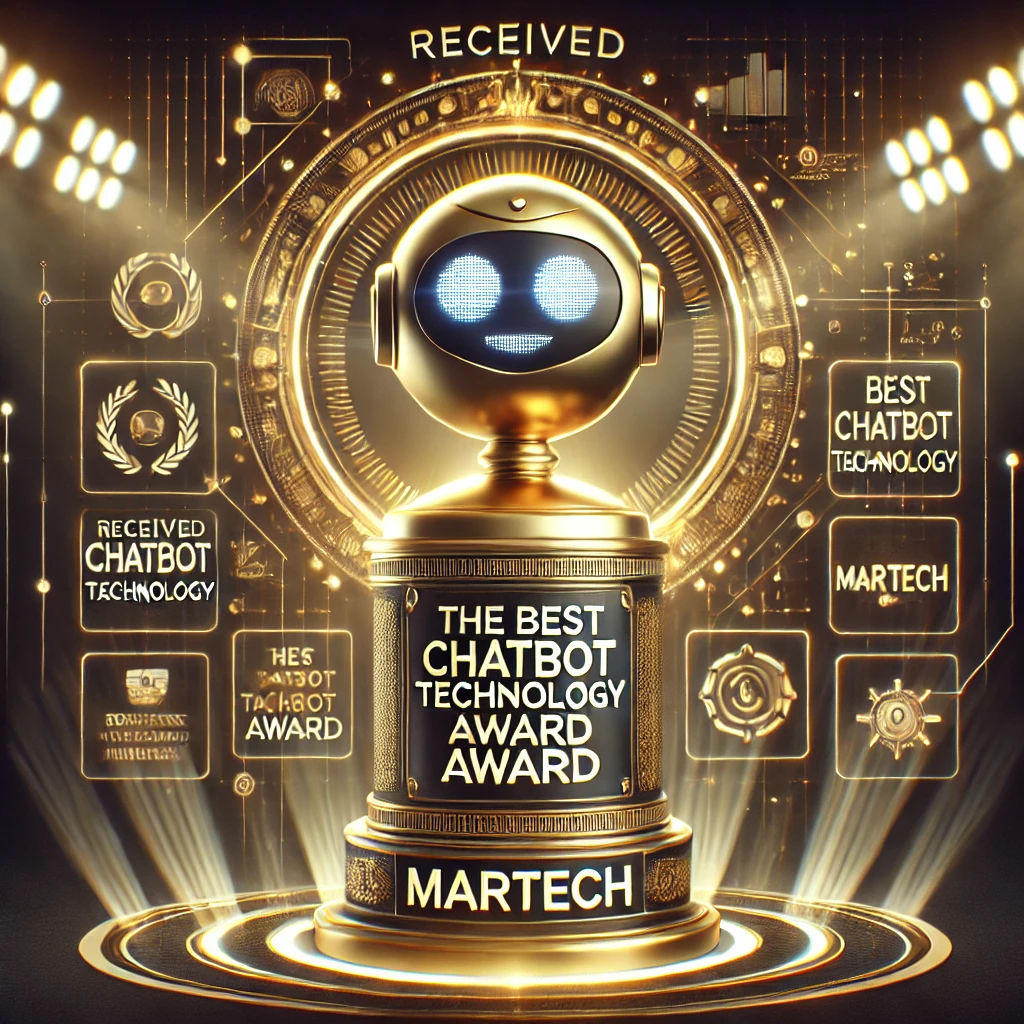 RECEIVED
BEST
CHATBOT
TECHNOLOGY
RECEIVED
CHATBOT
TECHNOLOGY
MARTECH
THE BEST
CHATBOT
TECHNOLOGY
AWARD
AWARD
AWARD
MARTECH